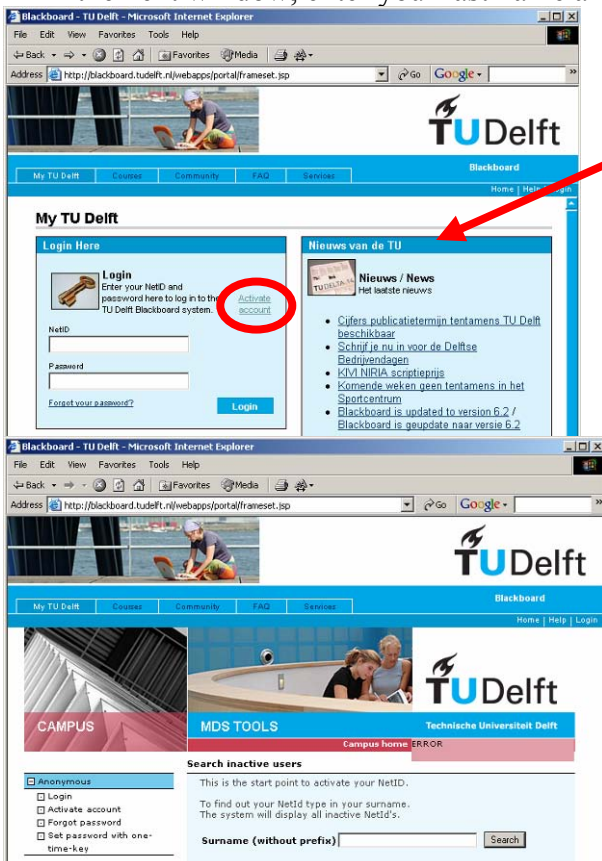 Blackboard - TU Delft - Microsoft Internet Explorer
File Edit View Favorites Tools Help
Back Favorites Media
Address http://blackboard.tudelft.nl/webapps/portal/frameset.jsp Go Google
TUDelft
Blackboard
My TU Delft Courses Community FAQ Services
Home | Help | Login
My TU Delft
Login Here
Login
Enter your NetID and
password here to log in to the
TU Delft Blackboard system.
Activate
account
NetID
Password
Forgot your password?
Login
Nieuws van de TU
TU DELTA
Nieuws / News
Het laatste nieuws
Cijfers publicatietermijn tentamens TU Delft
beschikbaar
Schrijf je nu in voor de Delftse
Bedrijvendagen
KIVI NIRIA scriptieprijs
Komende weken geen tentamens in het
Sportcentrum
Blackboard is updated to version 6.2 /
Blackboard is geupdate naar versie 6.2
Blackboard - TU Delft - Microsoft Internet Explorer
File Edit View Favorites Tools Help
Back Favorites Media
Address http://blackboard.tudelft.nl/webapps/portal/frameset.jsp Go Google
TUDelft
Blackboard
My TU Delft Courses Community FAQ Services
Home | Help | Login
TUDelft
CAMPUS
MDS TOOLS
Technische Universiteit Delft
Campus home ERROR
Search inactive users
Anonymous
Login
Activate account
Forgot password
Set password with one-
time-key
This is the start point to activate your NetID.
To find out your NetId type in your surname.
The system will display all inactive NetId's.
Surname (without prefix) Search